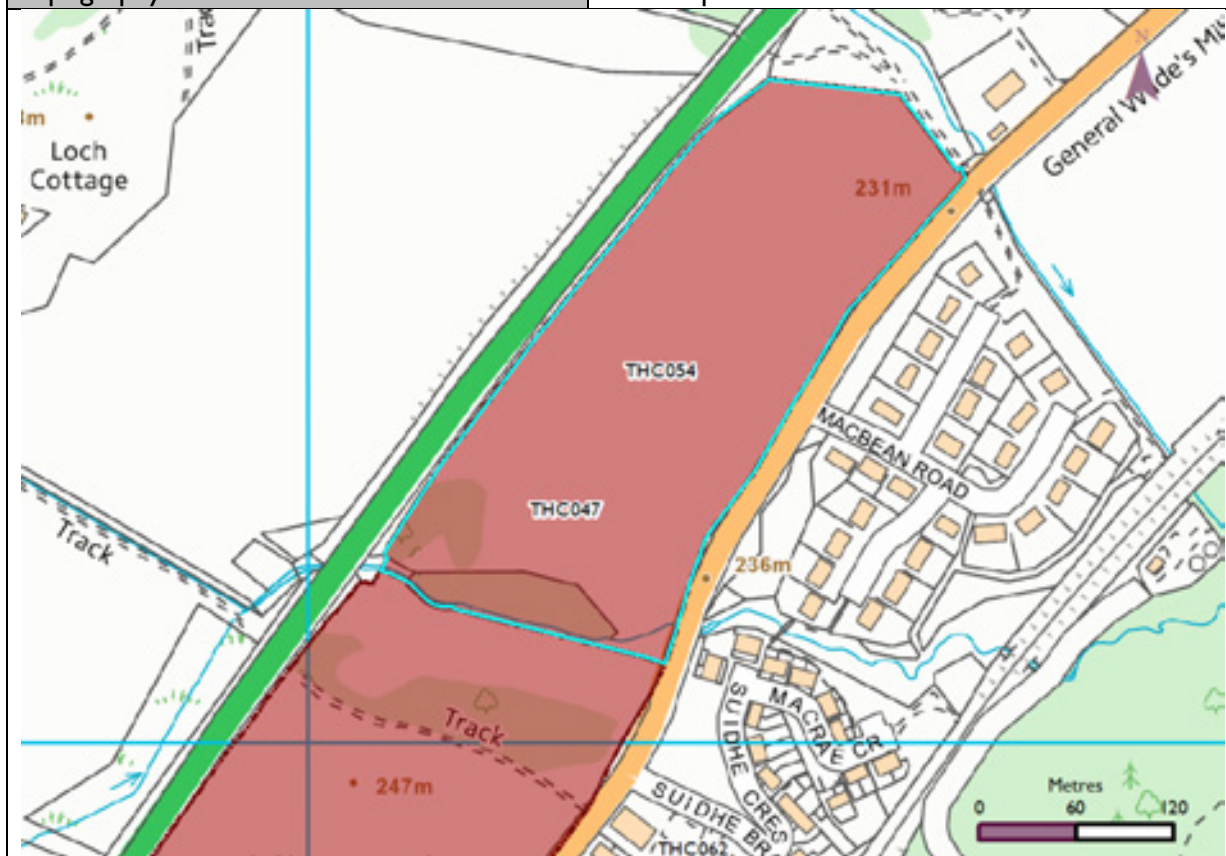 Loch
Cottage
General Wade's Mil
231m
THC054
MACBEAN ROAD
THC047
Track
236m
SUIDHE CRES
MACRAE CR
Track
247m
SUIDHE BR
THC062
Metres
0 60 120
N